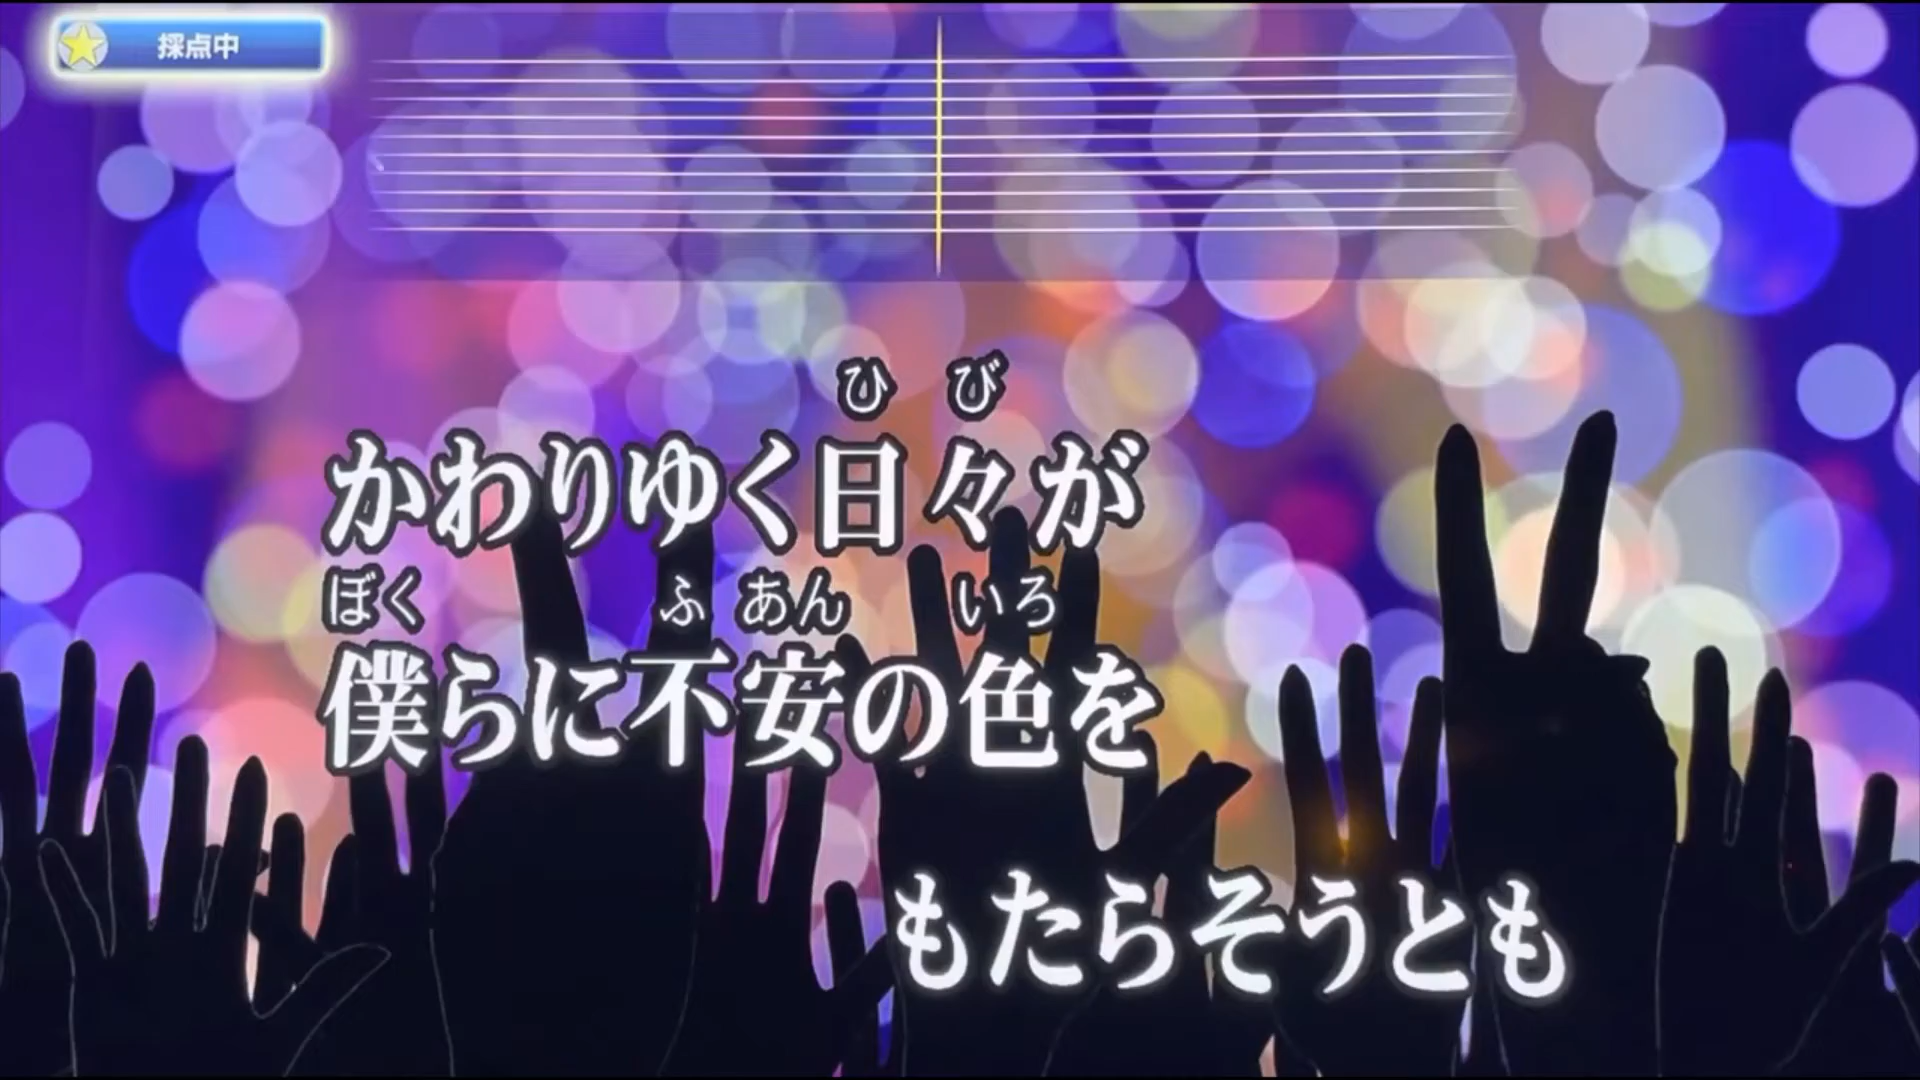 採点中
ひび
かわりゆく日々が
ぼく ふ あん いろ
僕らに不安の色を
もたらそうとも